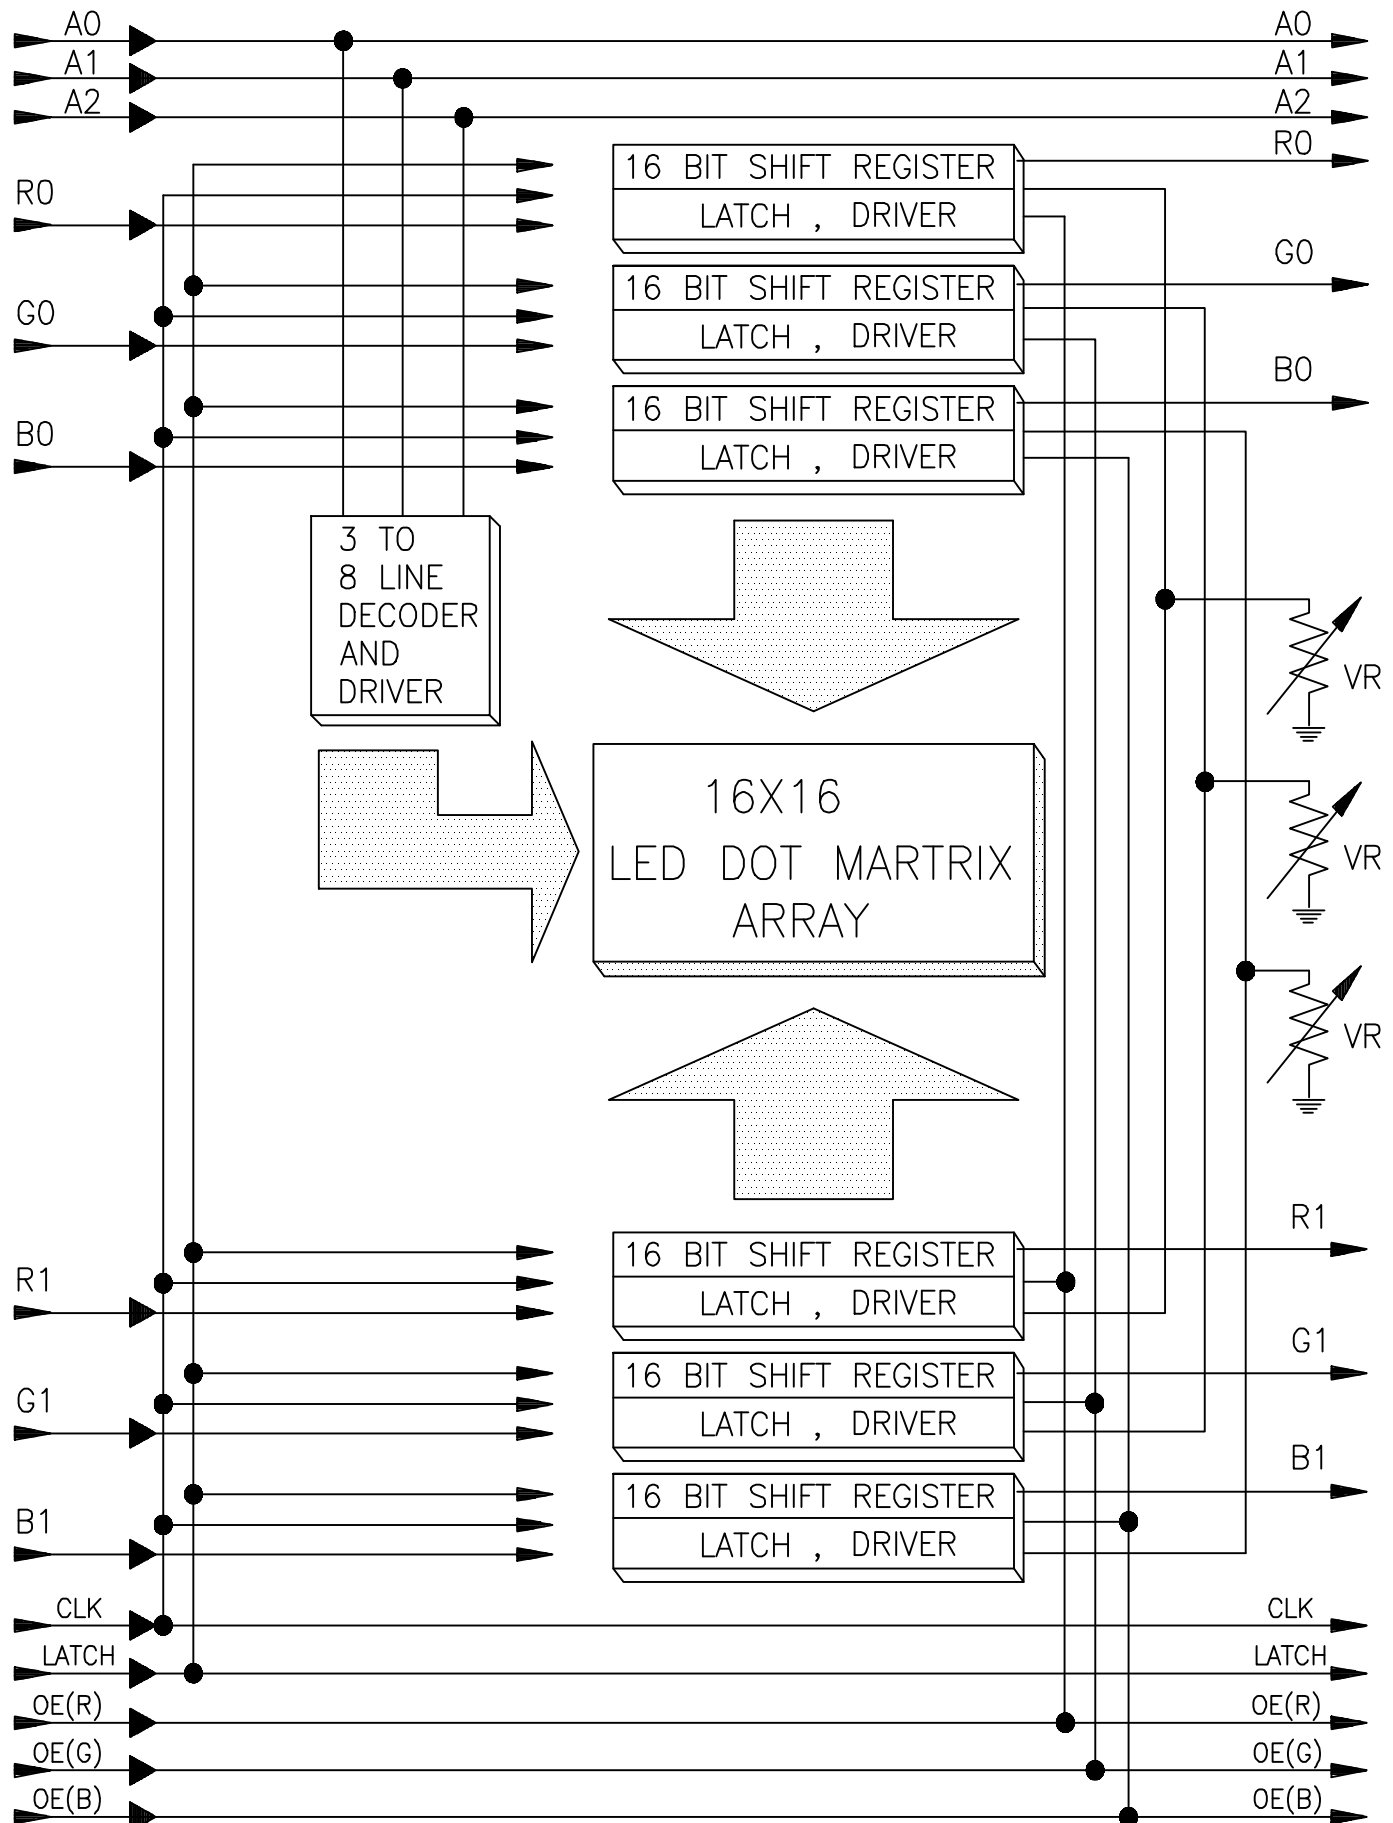 A0 A0
A1 A1
A2 A2
R0
16 BIT SHIFT REGISTER
R0
LATCH , DRIVER
G0
16 BIT SHIFT REGISTER
G0
LATCH , DRIVER
B0
16 BIT SHIFT REGISTER
B0
LATCH , DRIVER
3 TO
8 LINE
DECODER
AND
DRIVER
VR
16X16
LED DOT MARTRIX
ARRAY
VR
VR
R1
16 BIT SHIFT REGISTER
R1
LATCH , DRIVER
G1
16 BIT SHIFT REGISTER
G1
LATCH , DRIVER
B1
16 BIT SHIFT REGISTER
B1
LATCH , DRIVER
CLK CLK
LATCH LATCH
OE(R) OE(R)
OE(G) OE(G)
OE(B) OE(B)